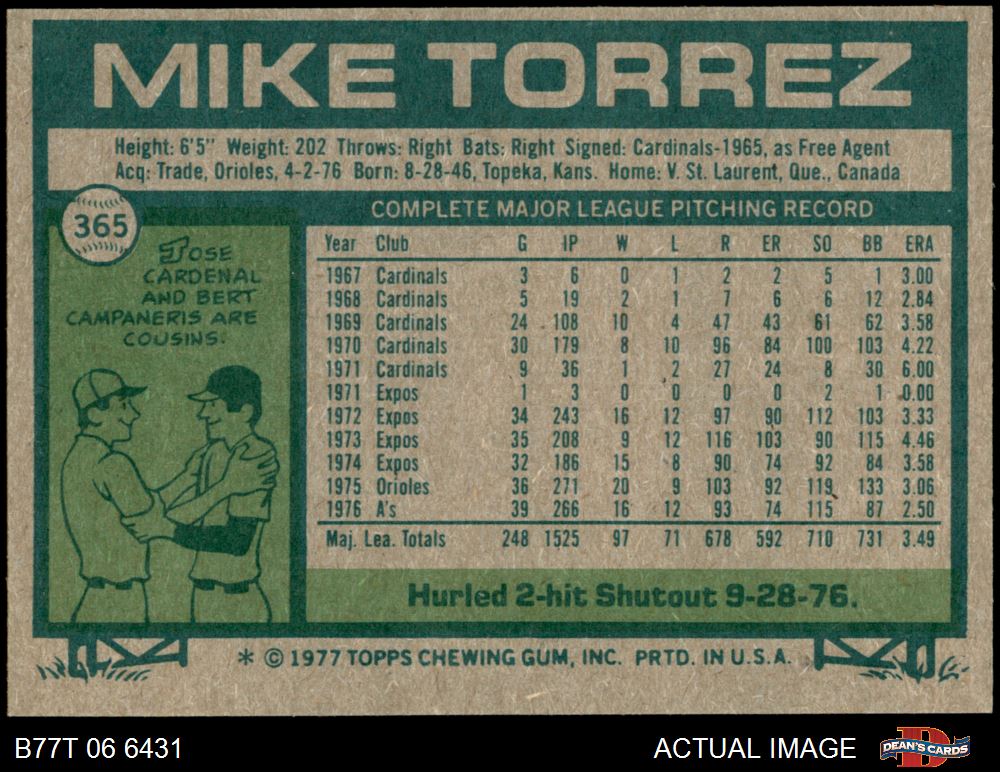 MIKE TORREZ
Height: 6'5" Weight: 202 Throws: Right Bats: Right Signed: Cardinals-1965, as Free Agent
Acq: Trade, Orioles, 4-2-76 Born: 8-28-46, Topeka, Kans. Home: V. St. Laurent, Que., Canada
365
JOSE
CARDENAL
AND BERT
CAMPANERIS ARE
COUSINS.
COMPLETE MAJOR LEAGUE PITCHING RECORD
Year Club G IP W L R ER SO BB ERA
1967 Cardinals 3 6 0 1 2 2 5 1 3.00
1968 Cardinals 5 19 2 1 7 6 6 12 2.84
1969 Cardinals 24 108 10 4 47 43 61 62 3.58
1970 Cardinals 30 179 8 10 96 84 100 103 4.22
1971 Cardinals 9 36 1 2 27 24 8 30 6.00
1971 Expos 1 3 0 0 0 0 2 1 0.00
1972 Expos 34 243 16 12 97 90 112 103 3.33
1973 Expos 35 208 9 12 116 103 90 115 4.46
1974 Expos 32 186 15 8 90 74 92 84 3.58
1975 Orioles 36 271 20 9 103 92 119 133 3.06
1976 A's 39 266 16 12 93 74 115 87 2.50
Maj. Lea. Totals 248 1525 97 71 678 592 710 731 3.49
Hurled 2-hit Shutout 9-28-76.
* © 1977 TOPPS CHEWING GUM, INC. PRTD. IN U.S.A.
B77T 06 6431
ACTUAL IMAGE
D
DEAN'S CARDS